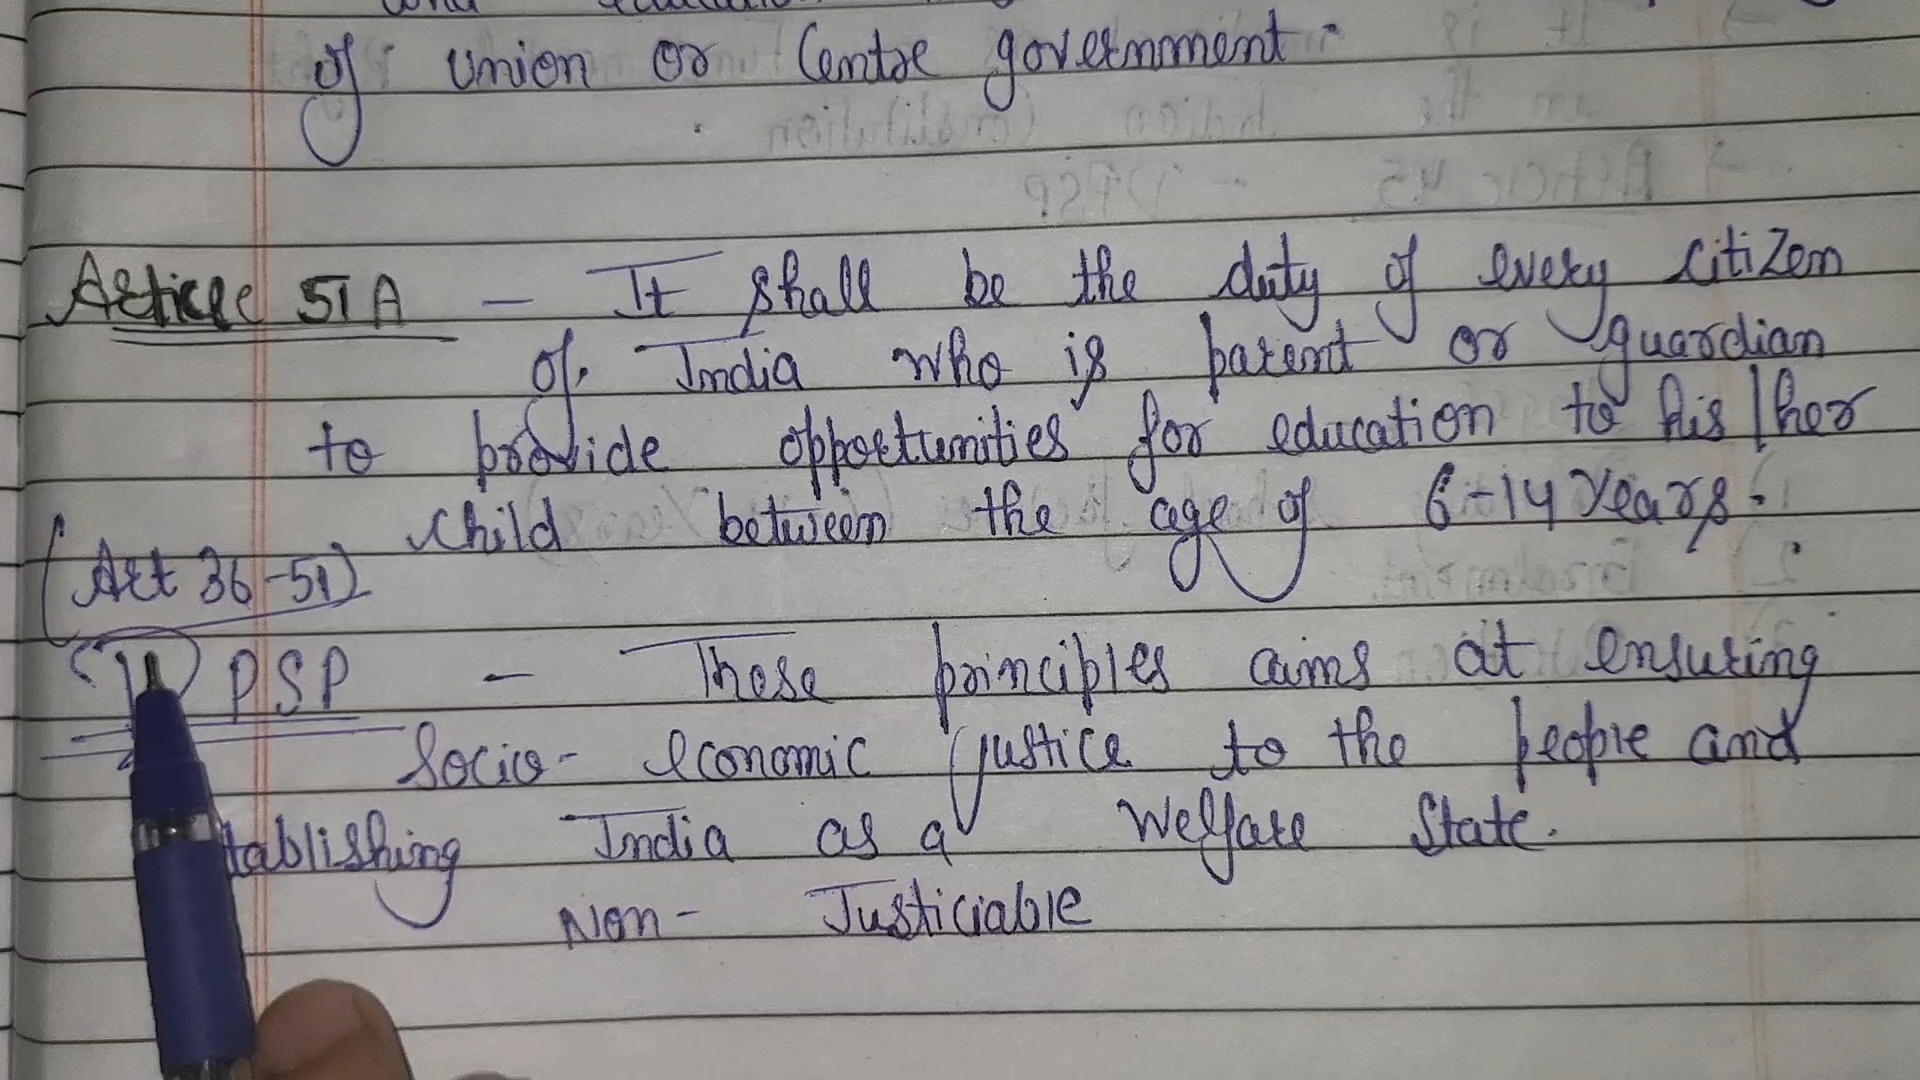 of union or Centre government.
Article 51A - It shall be the duty of every citizen
of India who is parent or guardian
to provide opportunities for education to his/her
child between the age of 6-14 years.
(Art 36-51)
DPSP - These principles aims at ensuring
Socio-economic justice to the people and
tablishing India as a Welfare State.
Non-Justiciable